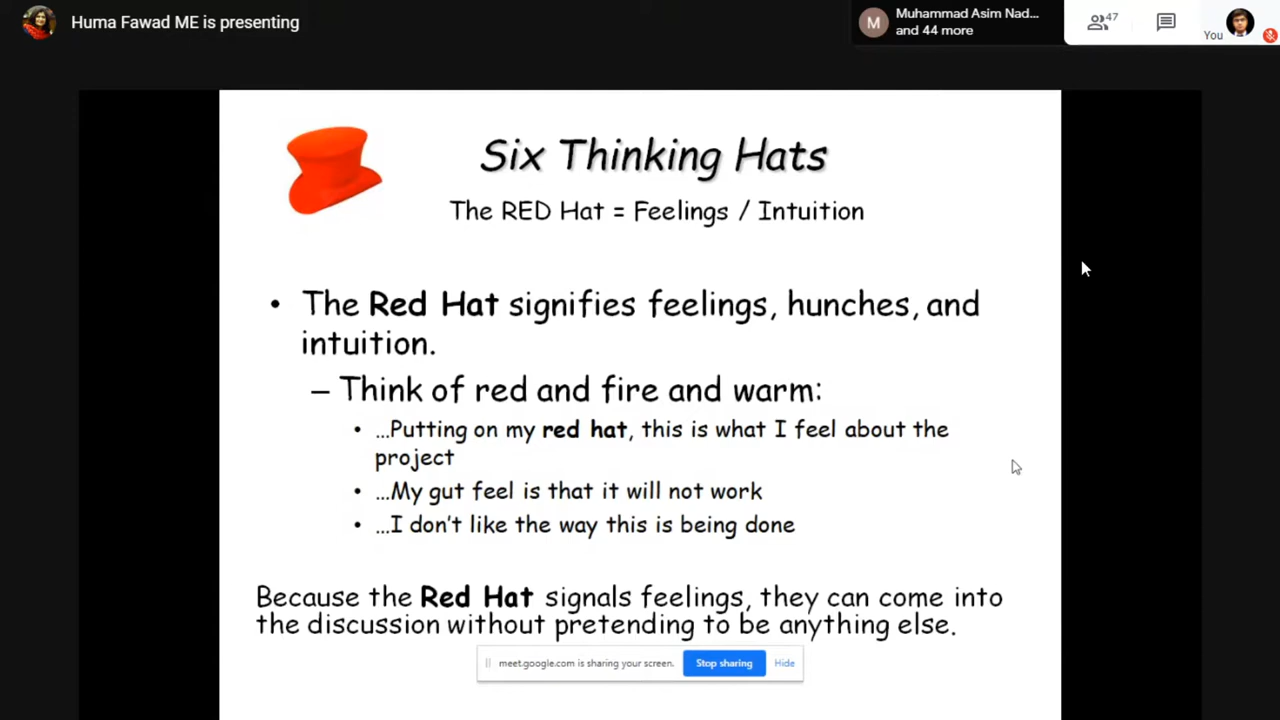 Huma Fawad ME is presenting
Muhammad Asim Nad...
and 44 more
47
M
You
Six Thinking Hats
The RED Hat = Feelings / Intuition
• The Red Hat signifies feelings, hunches, and
intuition.
– Think of red and fire and warm:
• …Putting on my red hat, this is what I feel about the
project
• …My gut feel is that it will not work
• …I don't like the way this is being done
Because the Red Hat signals feelings, they can come into
the discussion without pretending to be anything else.
meet.google.com is sharing your screen.
Stop sharing
Hide